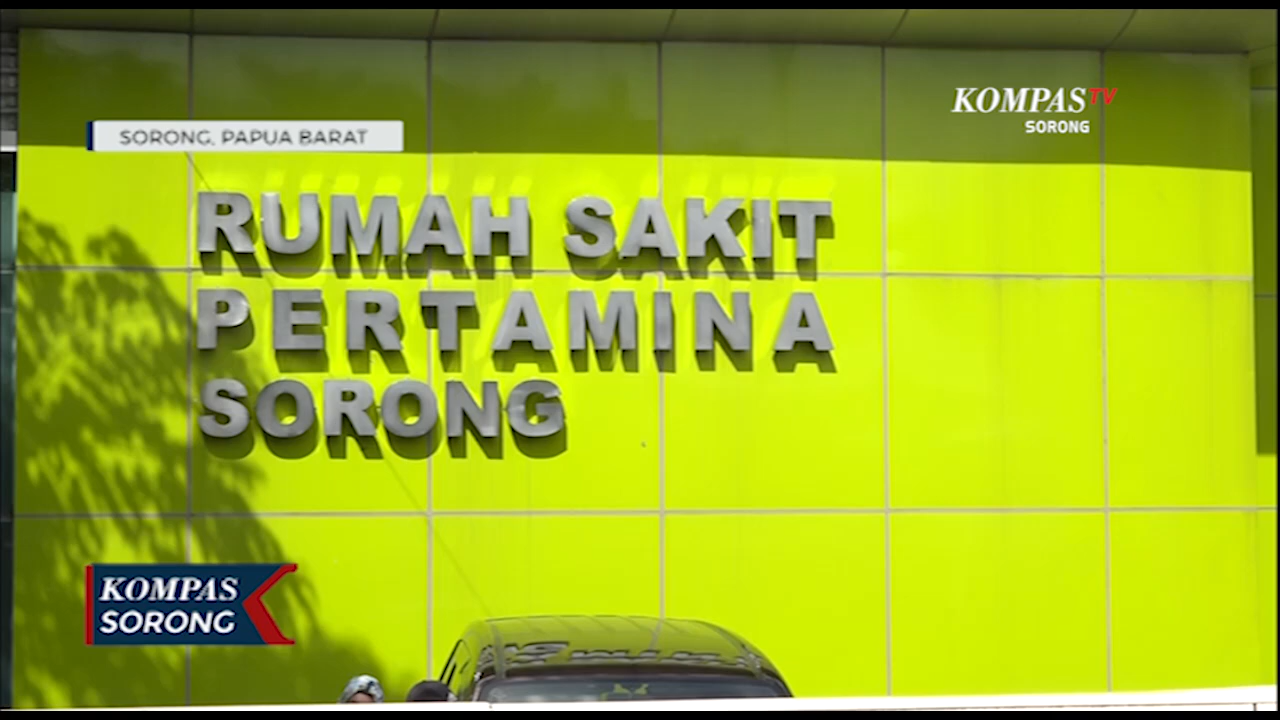 KOMPASTV
SORONG
SORONG, PAPUA BARAT
RUMAH SAKIT
PERTAMINA
SORONG
KOMPAS
SORONG